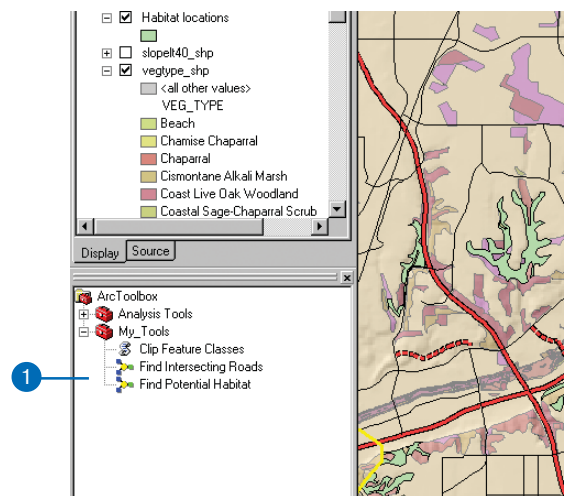 Habitat locations
slopelt40_shp
vegtype_shp
<all other values>
VEG_TYPE
Beach
Chamise Chaparral
Chaparral
Cismontane Alkali Marsh
Coast Live Oak Woodland
Coastal Sage-Chaparral Scrub
Display Source
ArcToolbox
Analysis Tools
My_Tools
Clip Feature Classes
Find Intersecting Roads
1
Find Potential Habitat